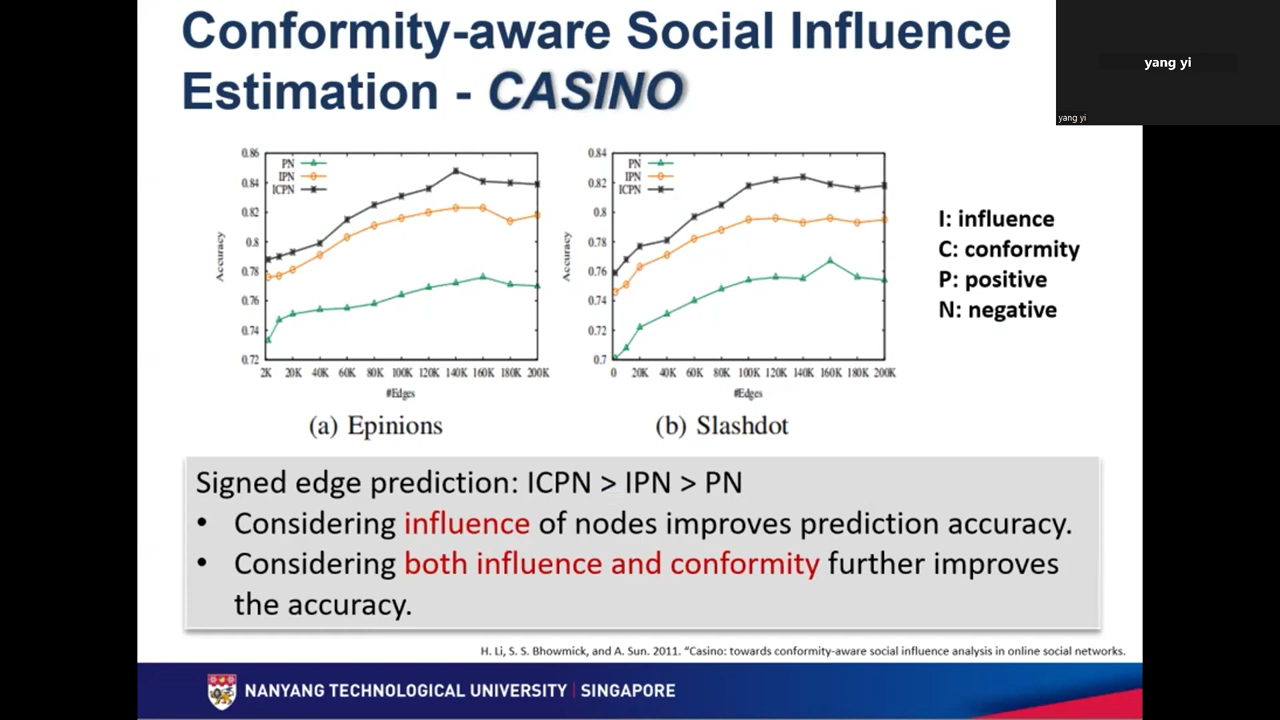 Conformity-aware Social Influence
Estimation - CASINO
yang yi
yang yi
0.86
0.84
0.82
0.8
0.78
0.76
0.74
0.72
Accuracy
PN
IPN
ICPN
2K 20K 40K 60K 80K 100K 120K 140K 160K 180K 200K
#Edges
(a) Epinions
0.84
0.82
0.8
0.78
0.76
0.74
0.72
0.7
Accuracy
PN
IPN
ICPN
0 20K 40K 60K 80K 100K 120K 140K 160K 180K 200K
#Edges
(b) Slashdot
I: influence
C: conformity
P: positive
N: negative
Signed edge prediction: ICPN > IPN > PN
• Considering influence of nodes improves prediction accuracy.
• Considering both influence and conformity further improves
the accuracy.
H. Li, S. S. Bhowmick, and A. Sun. 2011. “Casino: towards conformity-aware social influence analysis in online social networks.
NANYANG TECHNOLOGICAL UNIVERSITY | SINGAPORE